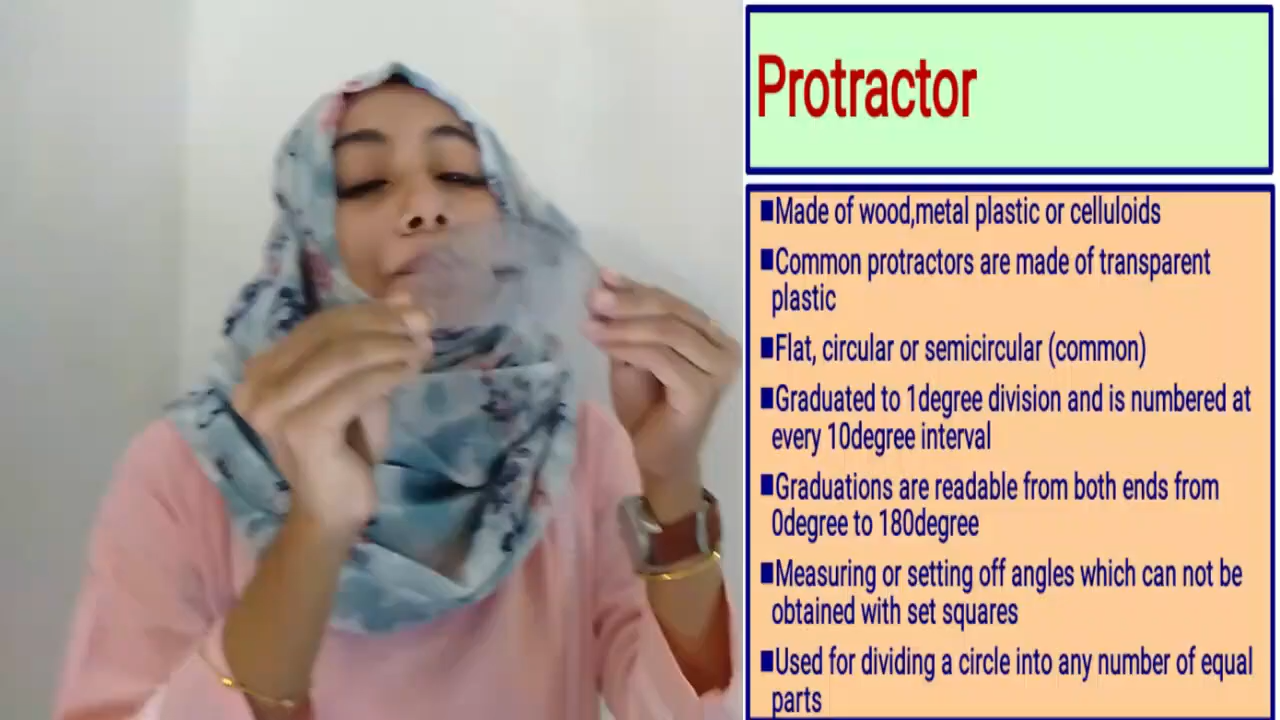 Protractor
■Made of wood,metal plastic or celluloids
■Common protractors are made of transparent
plastic
■Flat, circular or semicircular (common)
■Graduated to 1degree division and is numbered at
every 10degree interval
■Graduations are readable from both ends from
0degree to 180degree
■Measuring or setting off angles which can not be
obtained with set squares
■Used for dividing a circle into any number of equal
parts